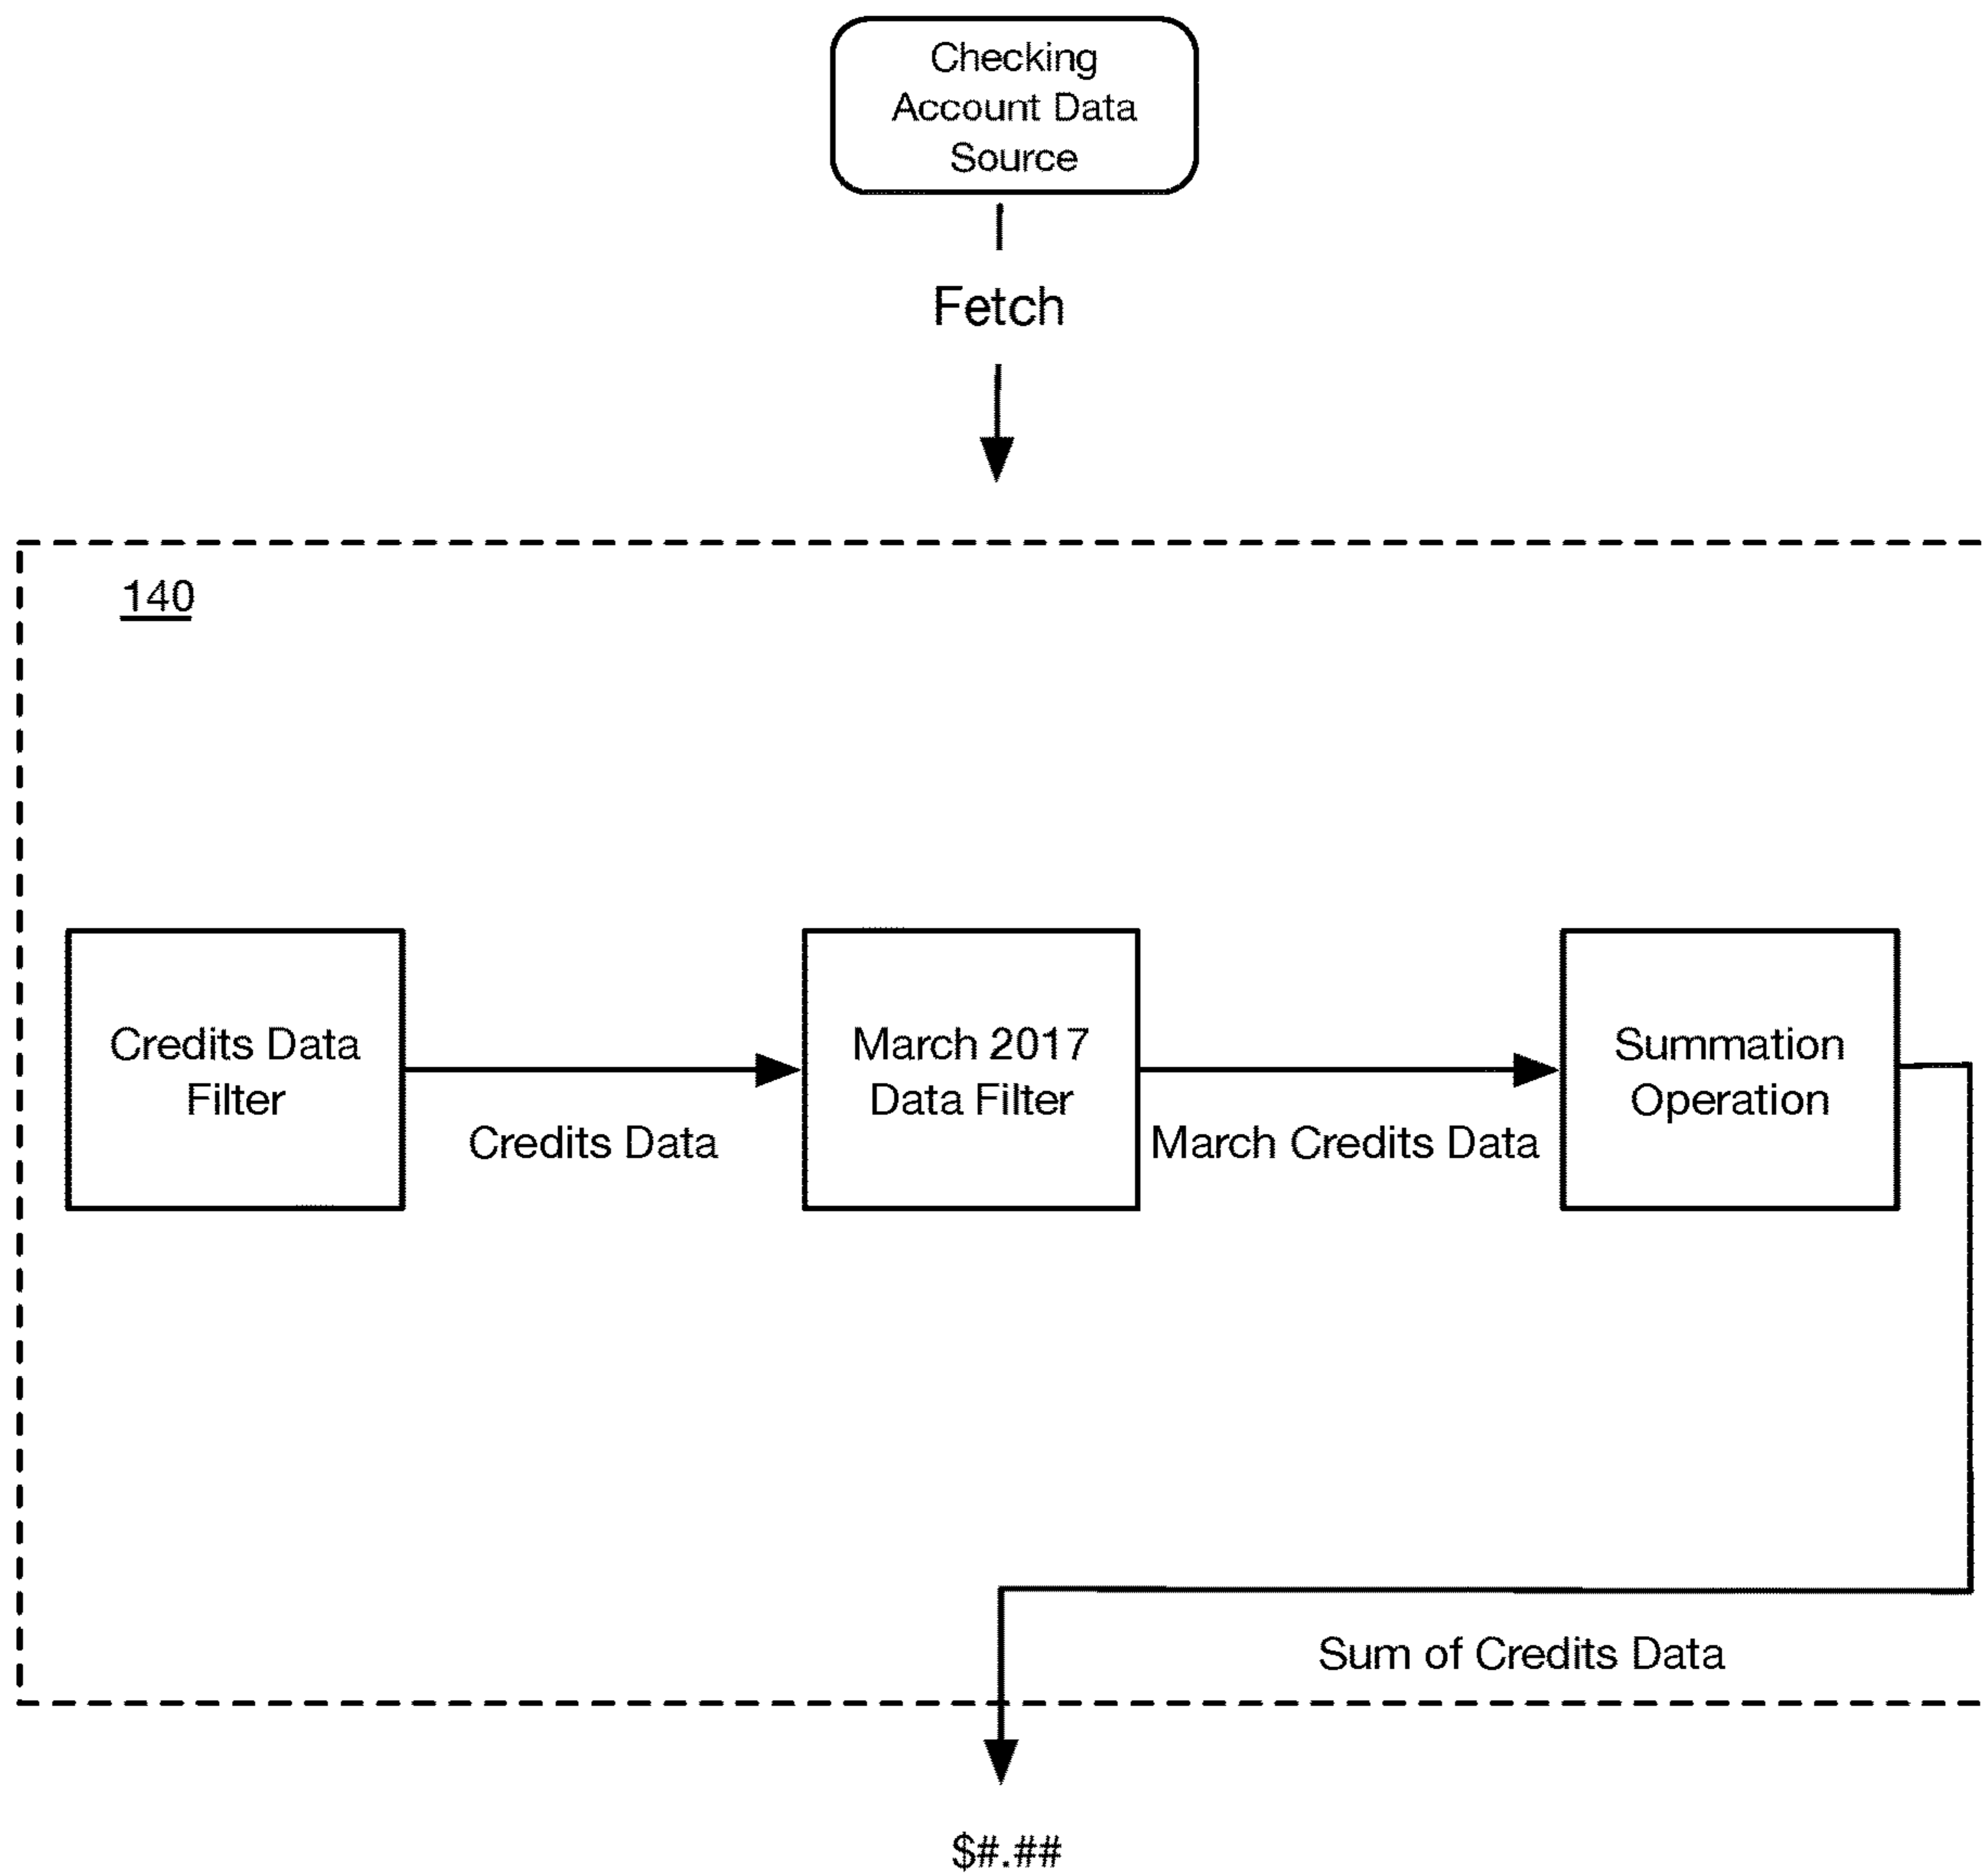 Checking
Account Data
Source
Fetch
140
Credits Data
Filter
Credits Data
March 2017
Data Filter
March Credits Data
Summation
Operation
Sum of Credits Data
$#.##